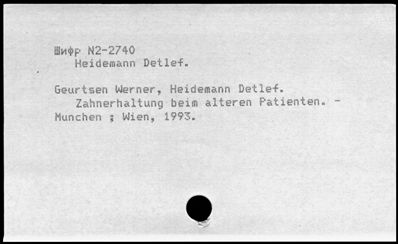 Шифр N2-2740
Heidemann Detlef.
Geurtsen Werner, Heidemann Detlef.
Zahnerhaltung beim alteren Patienten. -
Munchen ; Wien, 1993.